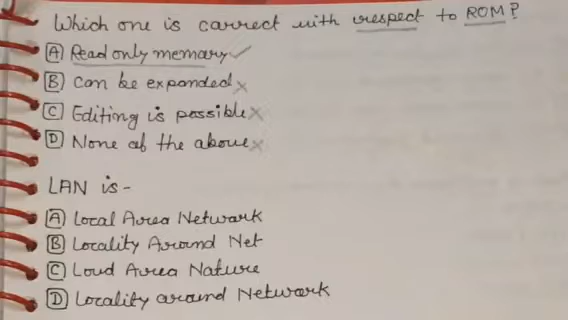 Which one is correct with respect to ROM?
A Read only memory ✓
B Can be expanded ×
C Editing is possible ×
D None of the above ×
LAN is-
A Local Area Network
B Locality Around Net
C Loud Area Nature
D Locality around Network